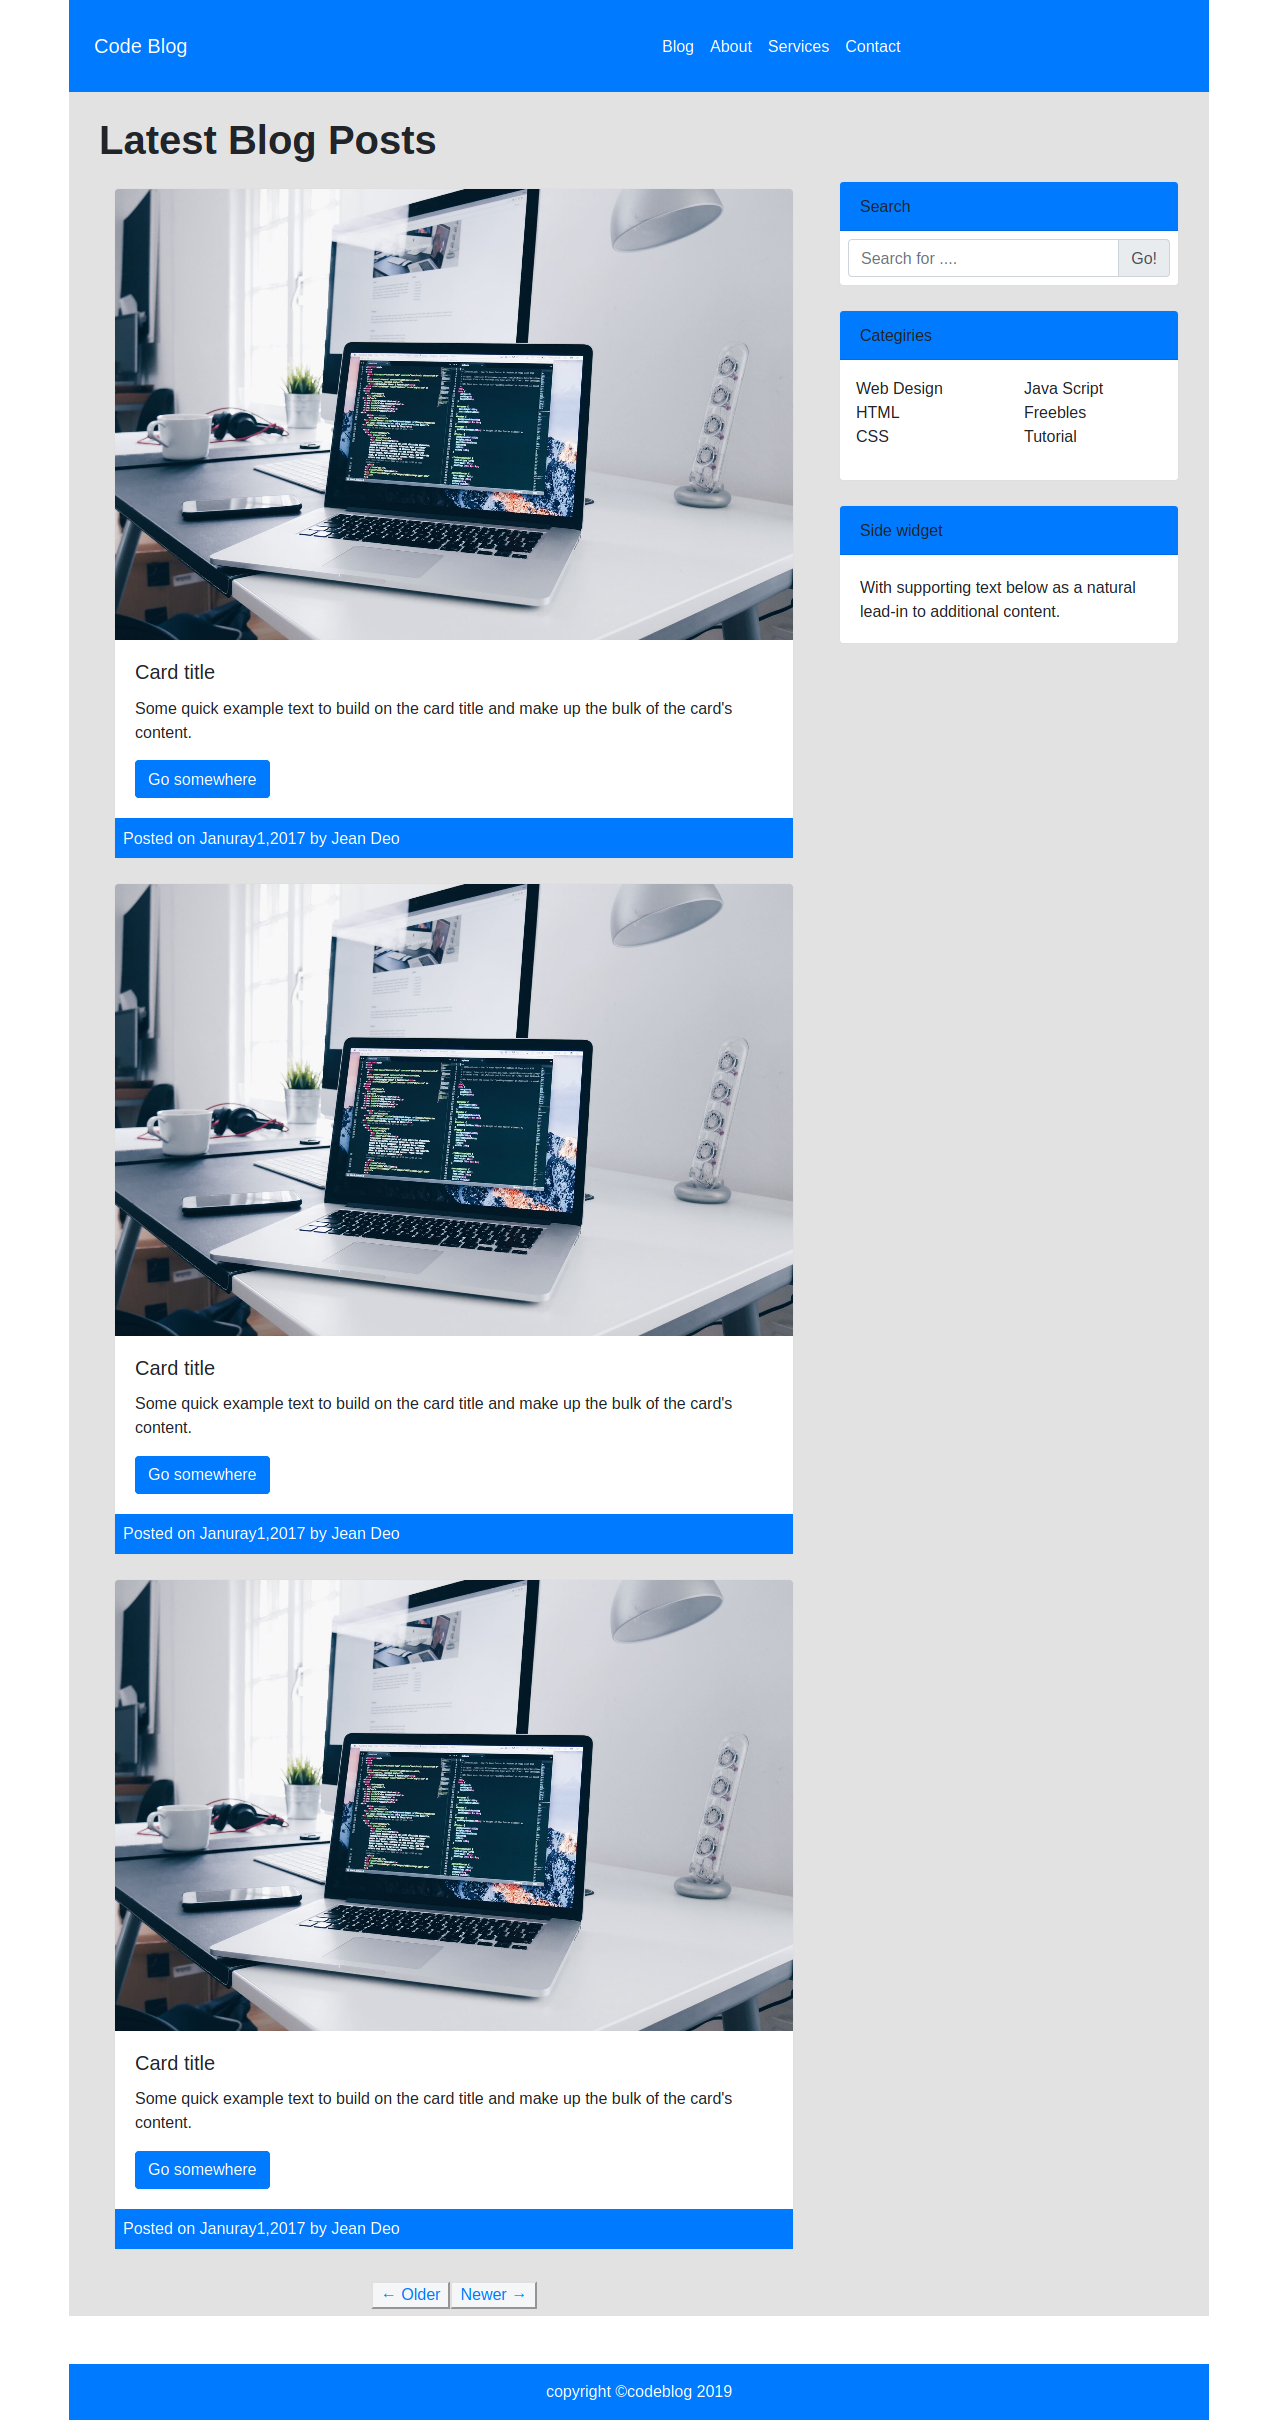 Code Blog
Blog About Services Contact
Latest Blog Posts
Card title
Some quick example text to build on the card title and make up the bulk of the card's
content.
Go somewhere
Posted on Januray1,2017 by Jean Deo
Card title
Some quick example text to build on the card title and make up the bulk of the card's
content.
Go somewhere
Posted on Januray1,2017 by Jean Deo
Card title
Some quick example text to build on the card title and make up the bulk of the card's
content.
Go somewhere
Posted on Januray1,2017 by Jean Deo
← Older Newer →
Search
Search for .... Go!
Categiries
Web Design Java Script
HTML Freebles
CSS Tutorial
Side widget
With supporting text below as a natural
lead-in to additional content.
copyright ©codeblog 2019